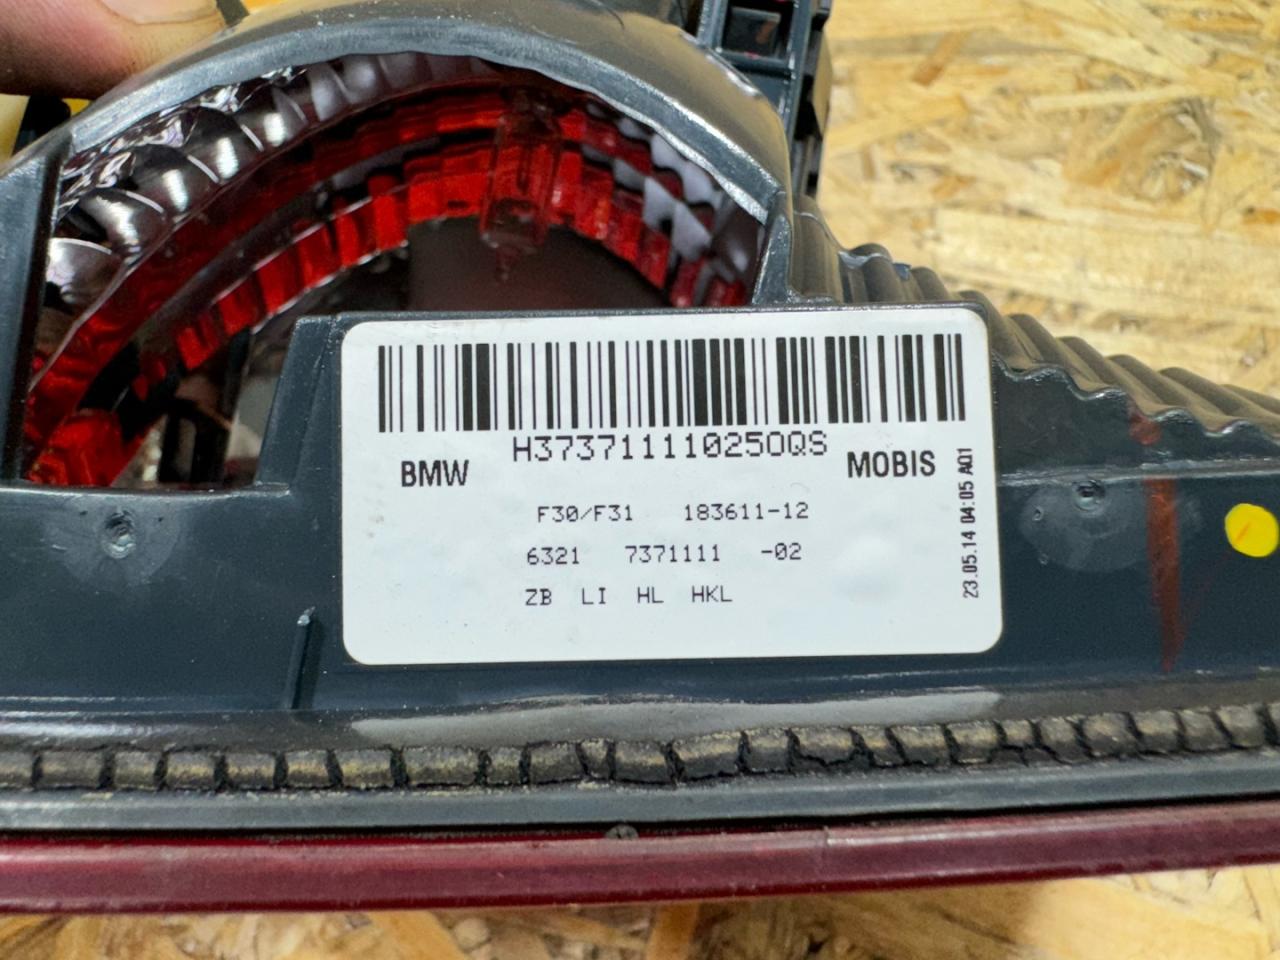 H37371111025OQS
BMW MOBIS
F30/F31 183611-12
6321 7371111 -02
ZB LI HL HKL
23.05.14 04:05 A01